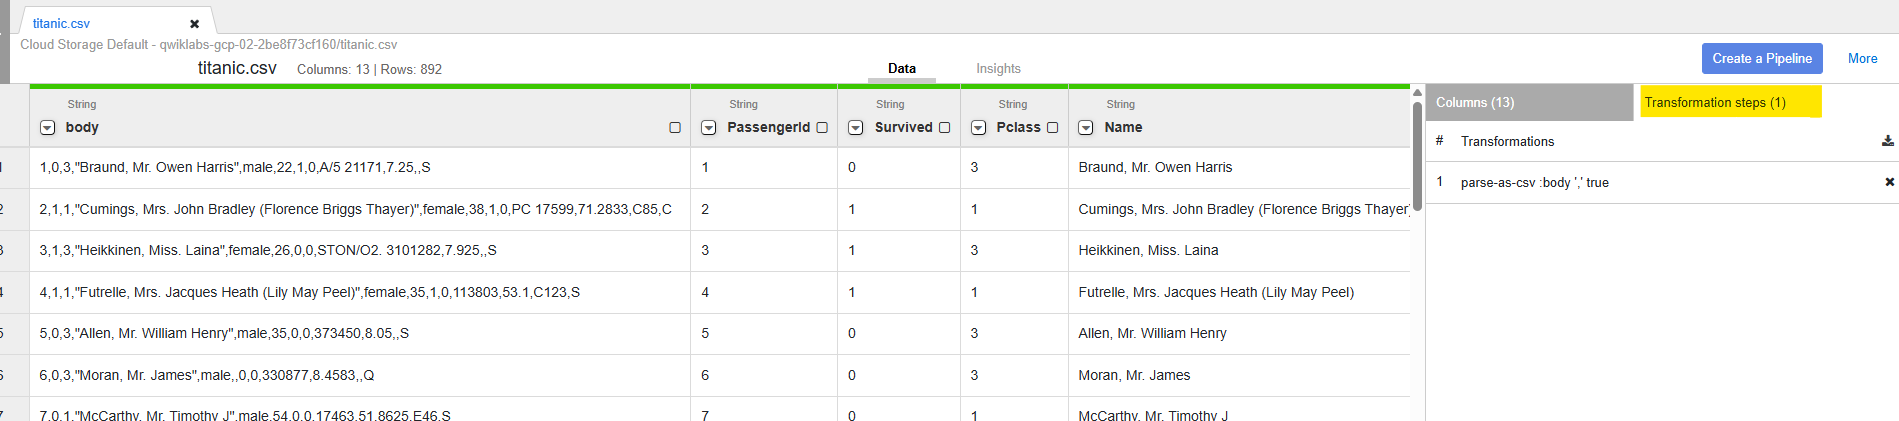 titanic.csv
Cloud Storage Default - qwiklabs-gcp-02-2be8f73cf160/titanic.csv
titanic.csv Columns: 13 | Rows: 892 Data Insights Create a Pipeline More
String String String String String Columns (13) Transformation steps (1)
body PassengerId Survived Pclass Name # Transformations
1 1,0,3,"Braund, Mr. Owen Harris",male,22,1,0,A/5 21171,7.25,,S 1 0 3 Braund, Mr. Owen Harris 1 parse-as-csv :body ',' true
2 2,1,1,"Cumings, Mrs. John Bradley (Florence Briggs Thayer)",female,38,1,0,PC 17599,71.2833,C85,C 2 1 1 Cumings, Mrs. John Bradley (Florence Briggs Thayer)
3 3,1,3,"Heikkinen, Miss. Laina",female,26,0,0,STON/O2. 3101282,7.925,,S 3 1 3 Heikkinen, Miss. Laina
4 4,1,1,"Futrelle, Mrs. Jacques Heath (Lily May Peel)",female,35,1,0,113803,53.1,C123,S 4 1 1 Futrelle, Mrs. Jacques Heath (Lily May Peel)
5 5,0,3,"Allen, Mr. William Henry",male,35,0,0,373450,8.05,,S 5 0 3 Allen, Mr. William Henry
6 6,0,3,"Moran, Mr. James",male,,0,0,330877,8.4583,,Q 6 0 3 Moran, Mr. James
7 7,0,1,"McCarthy, Mr. Timothy J",male,54,0,0,17463,51.8625,E46,S 7 0 1 McCarthy, Mr. Timothy J